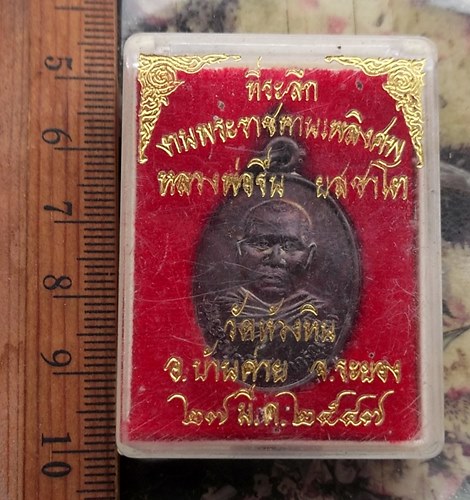 ที่ระลึก
งานพระราชทานเพลิงศพ
หลวงพ่อริ้น ยสชาโต
วัดห้วงหิน
อ.บ้านค่าย จ.ระยอง
๒๗ มี.ค. ๒๕๔๗
5
6
7
8
9
10